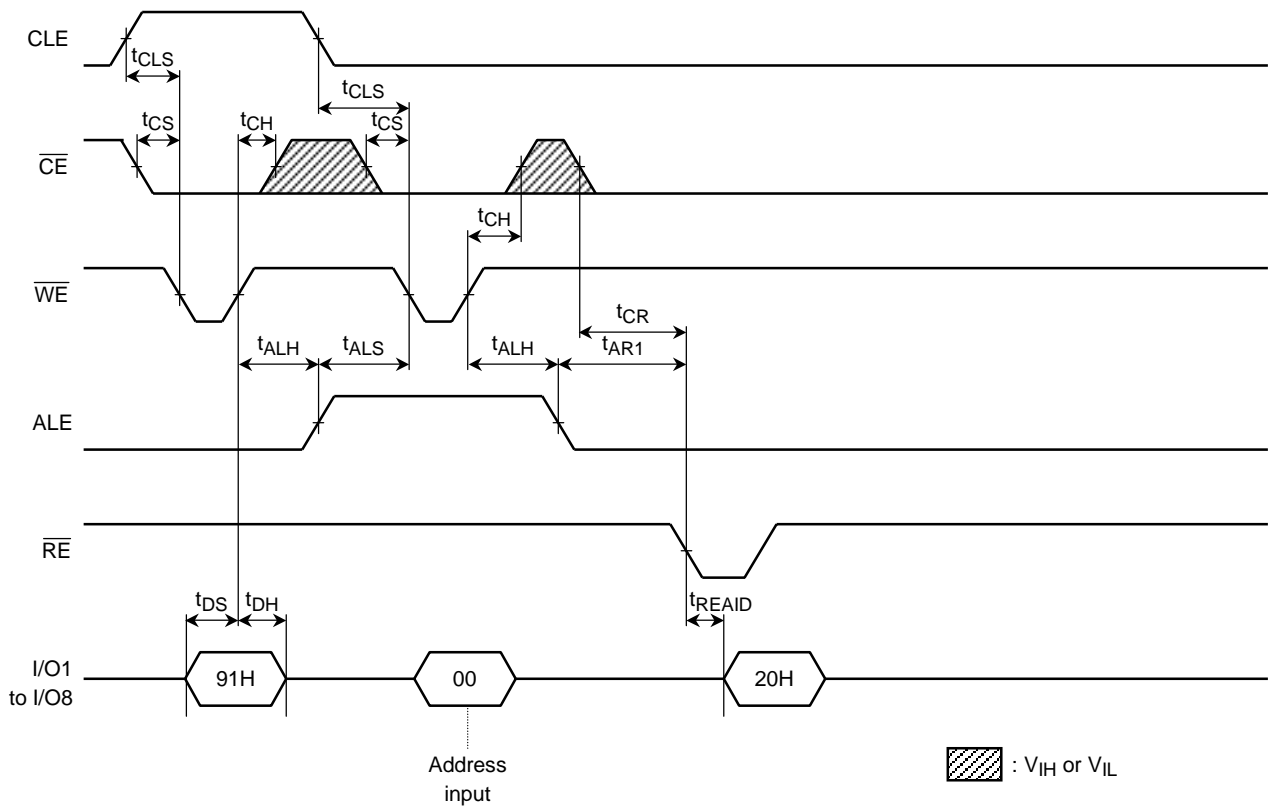 CLE
tCLS
tCLS
tCS
tCH
tCS
CE
tCH
WE
tCR
tALH
tALS
tALH
tAR1
ALE
RE
tDS
tDH
tREAID
I/O1
to I/O8
91H
00
20H
Address
input
: VIH or VIL